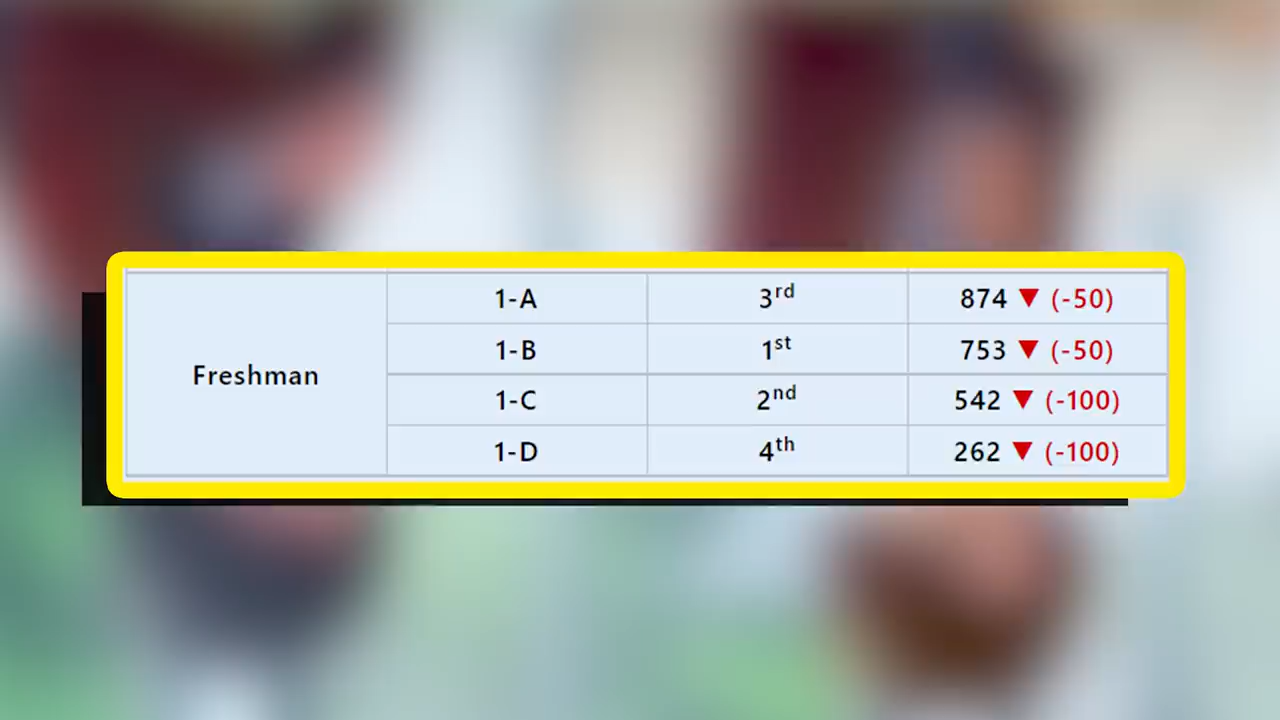 1-A 3rd 874 ▼ (-50)
1-B 1st 753 ▼ (-50)
Freshman
1-C 2nd 542 ▼ (-100)
1-D 4th 262 ▼ (-100)